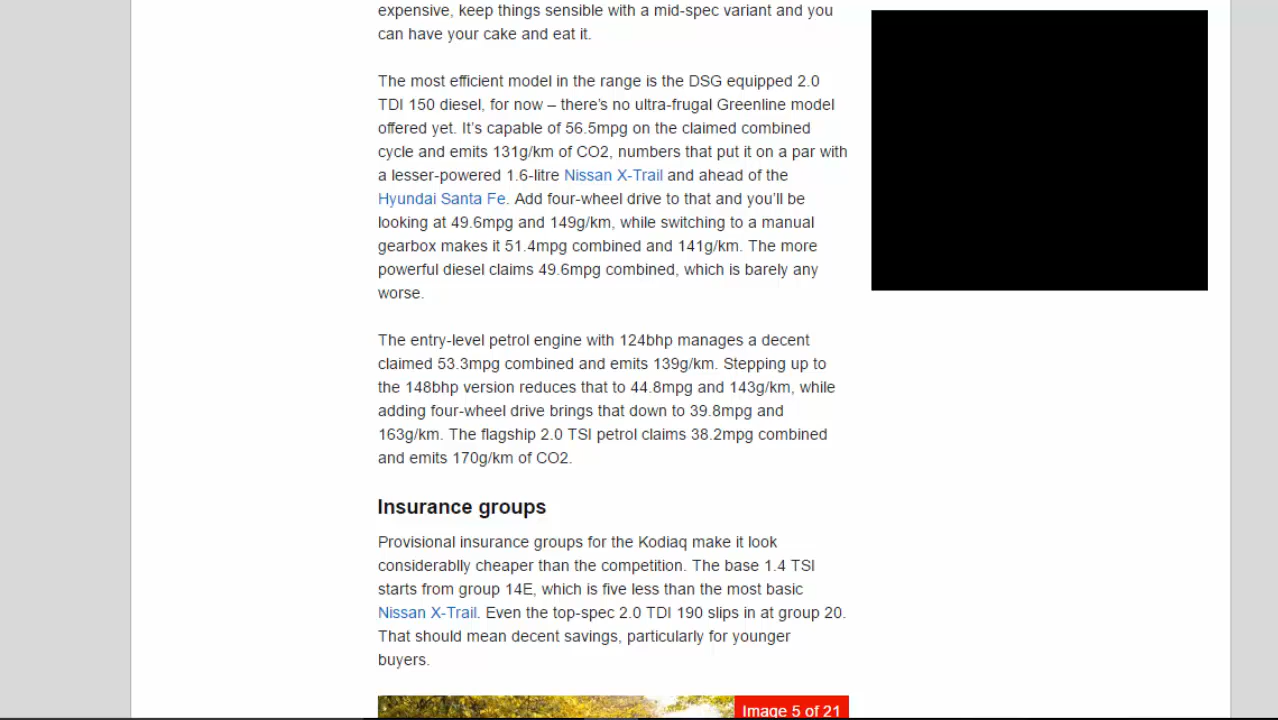 expensive, keep things sensible with a mid-spec variant and you
can have your cake and eat it.
The most efficient model in the range is the DSG equipped 2.0
TDI 150 diesel, for now – there’s no ultra-frugal Greenline model
offered yet. It’s capable of 56.5mpg on the claimed combined
cycle and emits 131g/km of CO2, numbers that put it on a par with
a lesser-powered 1.6-litre Nissan X-Trail and ahead of the
Hyundai Santa Fe. Add four-wheel drive to that and you’ll be
looking at 49.6mpg and 149g/km, while switching to a manual
gearbox makes it 51.4mpg combined and 141g/km. The more
powerful diesel claims 49.6mpg combined, which is barely any
worse.
The entry-level petrol engine with 124bhp manages a decent
claimed 53.3mpg combined and emits 139g/km. Stepping up to
the 148bhp version reduces that to 44.8mpg and 143g/km, while
adding four-wheel drive brings that down to 39.8mpg and
163g/km. The flagship 2.0 TSI petrol claims 38.2mpg combined
and emits 170g/km of CO2.
Insurance groups
Provisional insurance groups for the Kodiaq make it look
considerablly cheaper than the competition. The base 1.4 TSI
starts from group 14E, which is five less than the most basic
Nissan X-Trail. Even the top-spec 2.0 TDI 190 slips in at group 20.
That should mean decent savings, particularly for younger
buyers.
Image 5 of 21